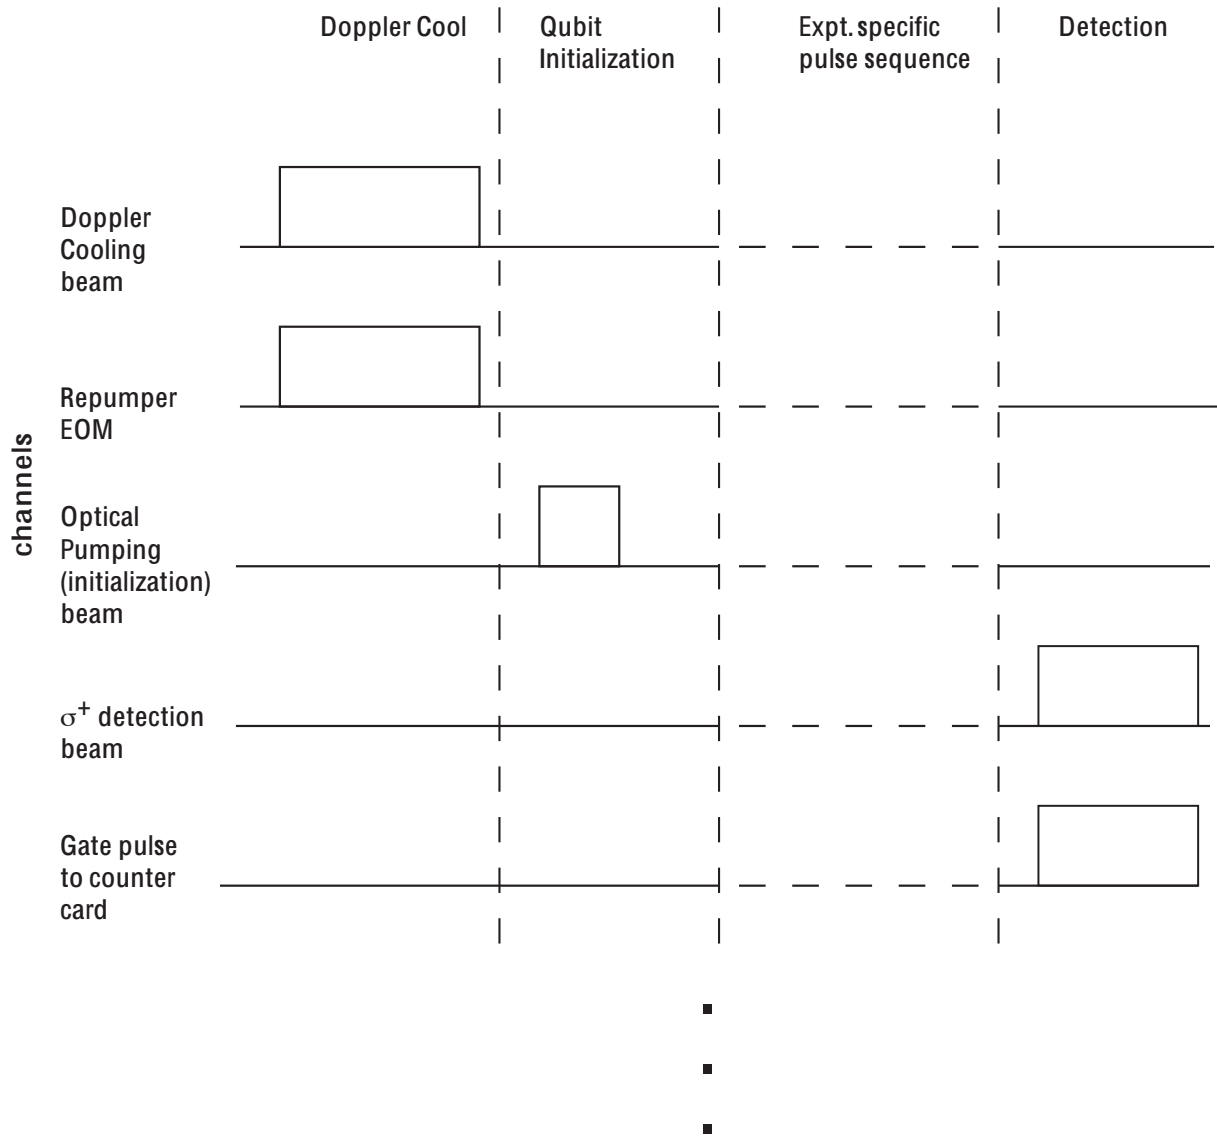 Doppler Cool
Qubit
Initialization
Expt. specific
pulse sequence
Detection
channels
Doppler
Cooling
beam
Repumper
EOM
Optical
Pumping
(initialization)
beam
σ+ detection
beam
Gate pulse
to counter
card